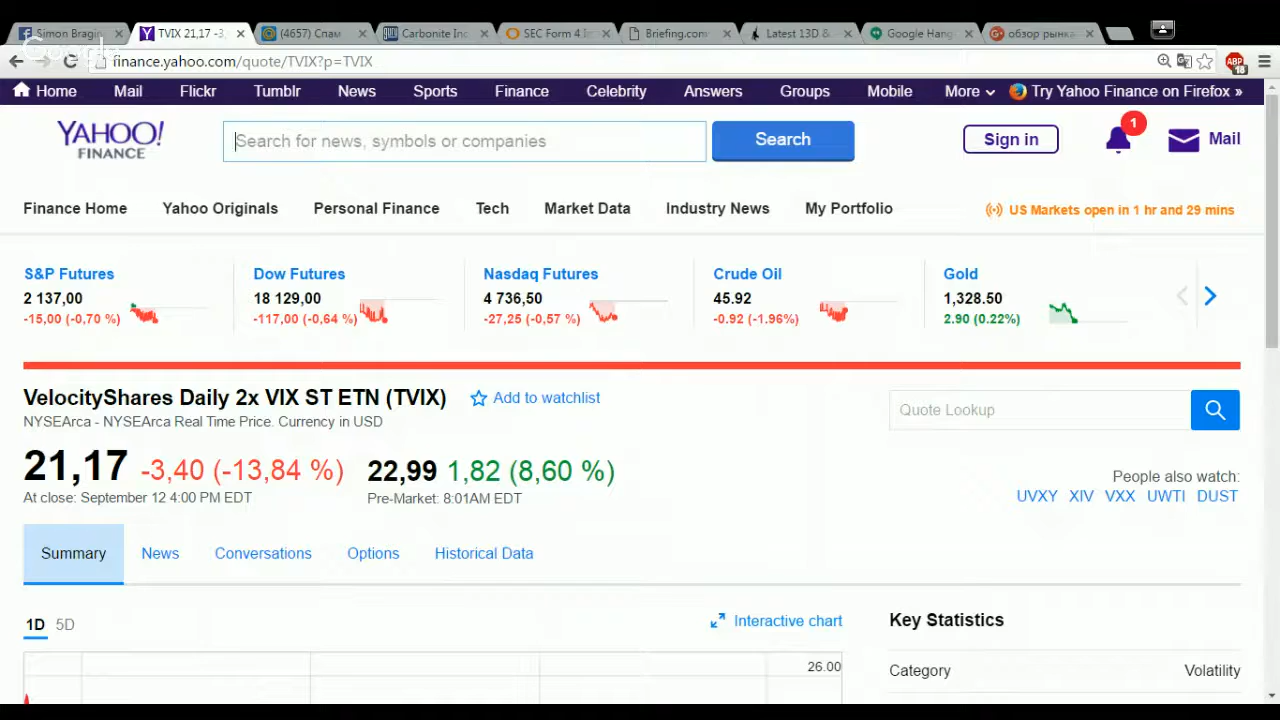 Simon Bragin
TVIX 21,17 -3,
(4657) Спам
Carbonite Inc
SEC Form 4 I
Briefing.com
Latest 13D &
Google Hang
обзор рынка
Google
finance.yahoo.com/quote/TVIX?p=TVIX
ABP
18
Home Mail Flickr Tumblr News Sports Finance Celebrity Answers Groups Mobile More Try Yahoo Finance on Firefox »
YAHOO!
FINANCE
Search for news, symbols or companies
Search
Sign in
1
Mail
Finance Home Yahoo Originals Personal Finance Tech Market Data Industry News My Portfolio US Markets open in 1 hr and 29 mins
S&P Futures
2 137,00
-15,00 (-0,70 %)
Dow Futures
18 129,00
-117,00 (-0,64 %)
Nasdaq Futures
4 736,50
-27,25 (-0,57 %)
Crude Oil
45.92
-0.92 (-1.96%)
Gold
1,328.50
2.90 (0.22%)
VelocityShares Daily 2x VIX ST ETN (TVIX) Add to watchlist
NYSEArca - NYSEArca Real Time Price. Currency in USD
Quote Lookup
21,17 -3,40 (-13,84 %)
At close: September 12 4:00 PM EDT
22,99 1,82 (8,60 %)
Pre-Market: 8:01AM EDT
People also watch:
UVXY XIV VXX UWTI DUST
Summary News Conversations Options Historical Data
1D 5D
Interactive chart
26.00
Key Statistics
Category Volatility